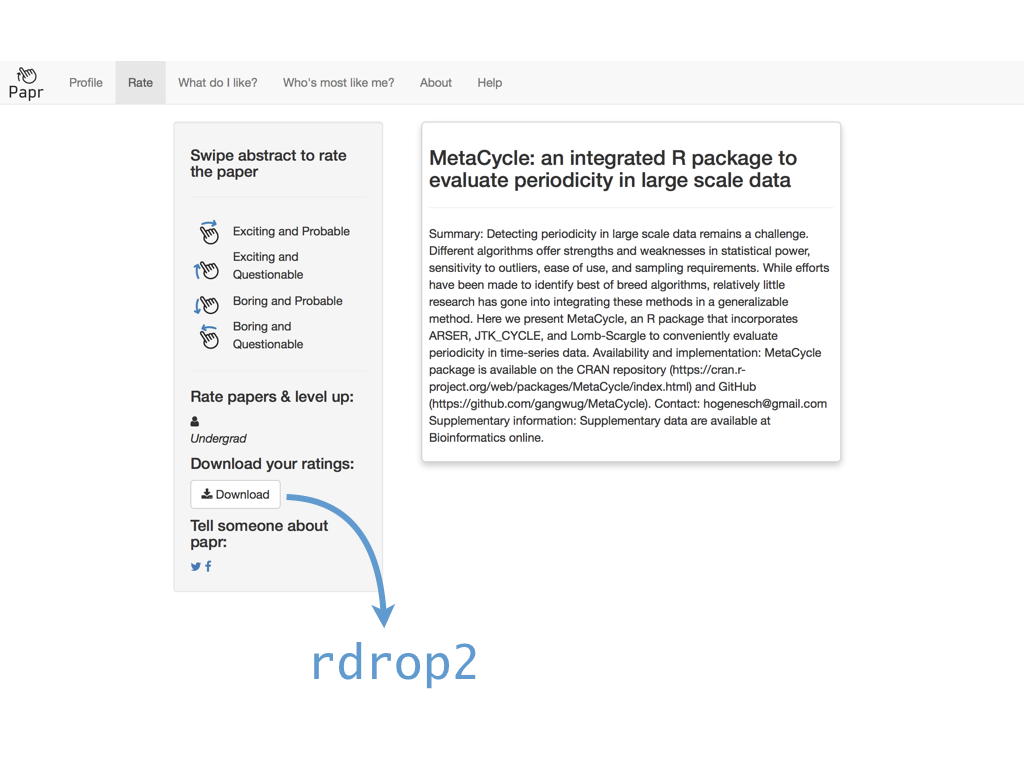 Papr
Profile
Rate
What do I like?
Who's most like me?
About
Help
Swipe abstract to rate
the paper
Exciting and Probable
Exciting and
Questionable
Boring and Probable
Boring and
Questionable
Rate papers & level up:
Undergrad
Download your ratings:
Download
Tell someone about
papr:
MetaCycle: an integrated R package to
evaluate periodicity in large scale data
Summary: Detecting periodicity in large scale data remains a challenge.
Different algorithms offer strengths and weaknesses in statistical power,
sensitivity to outliers, ease of use, and sampling requirements. While efforts
have been made to identify best of breed algorithms, relatively little
research has gone into integrating these methods in a generalizable
method. Here we present MetaCycle, an R package that incorporates
ARSER, JTK_CYCLE, and Lomb-Scargle to conveniently evaluate
periodicity in time-series data. Availability and implementation: MetaCycle
package is available on the CRAN repository (https://cran.r-
project.org/web/packages/MetaCycle/index.html) and GitHub
(https://github.com/gangwug/MetaCycle). Contact: hogenesch@gmail.com
Supplementary information: Supplementary data are available at
Bioinformatics online.
rdrop2